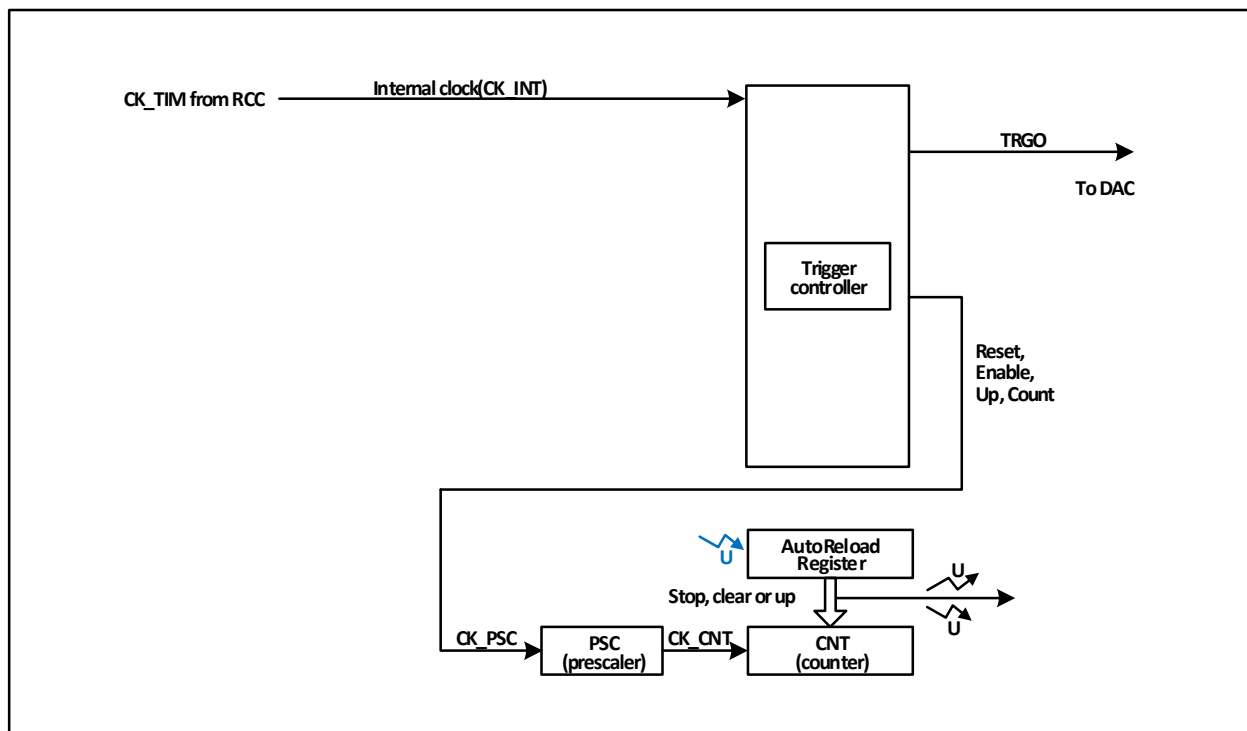 Internal clock(CK_INT)
CK_TIM from RCC
TRGO
To DAC
Trigger
controller
Reset,
Enable,
Up, Count
U
AutoReload
Register
U
Stop, clear or up
U
CK_PSC
PSC
(prescaler)
CK_CNT
CNT
(counter)